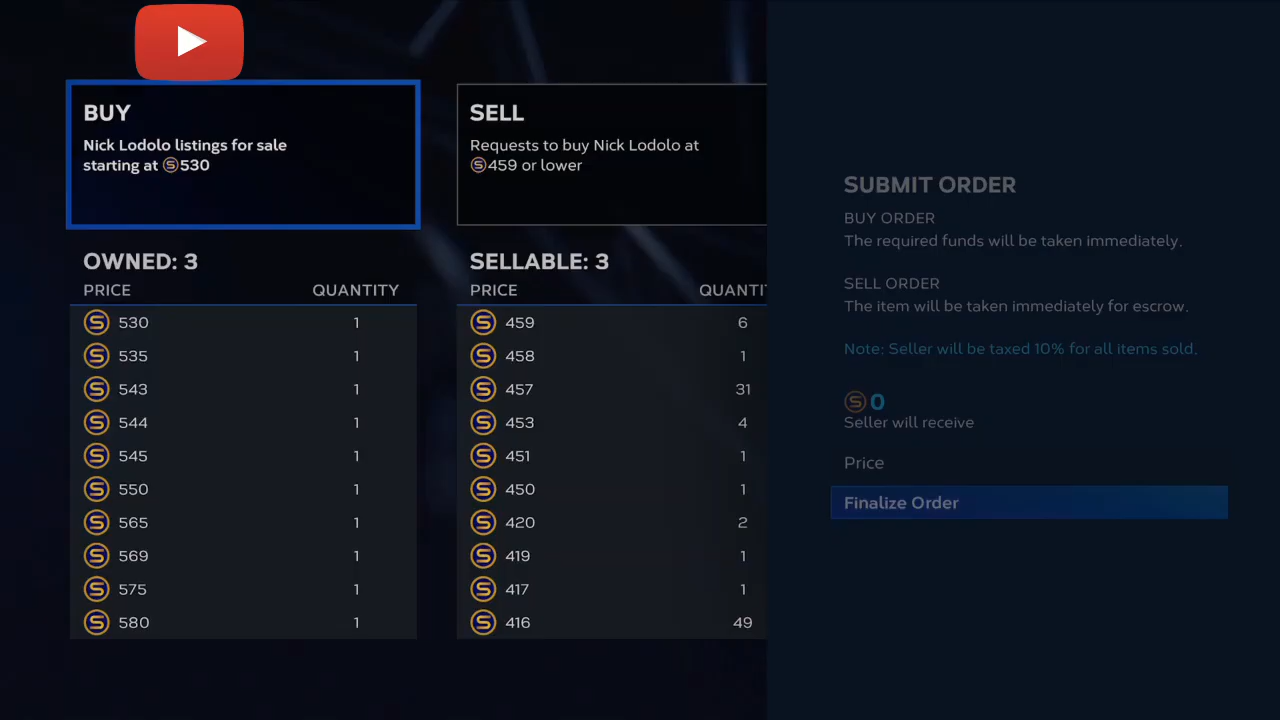 BUY
Nick Lodolo listings for sale
starting at 530
OWNED: 3
PRICE QUANTITY
530 1
535 1
543 1
544 1
545 1
550 1
565 1
569 1
575 1
580 1
SELL
Requests to buy Nick Lodolo at
459 or lower
SELLABLE: 3
PRICE QUANTI
459 6
458 1
457 31
453 4
451 1
450 1
420 2
419 1
417 1
416 49
SUBMIT ORDER
BUY ORDER
The required funds will be taken immediately.
SELL ORDER
The item will be taken immediately for escrow.
Note: Seller will be taxed 10% for all items sold.
0
Seller will receive
Price
Finalize Order